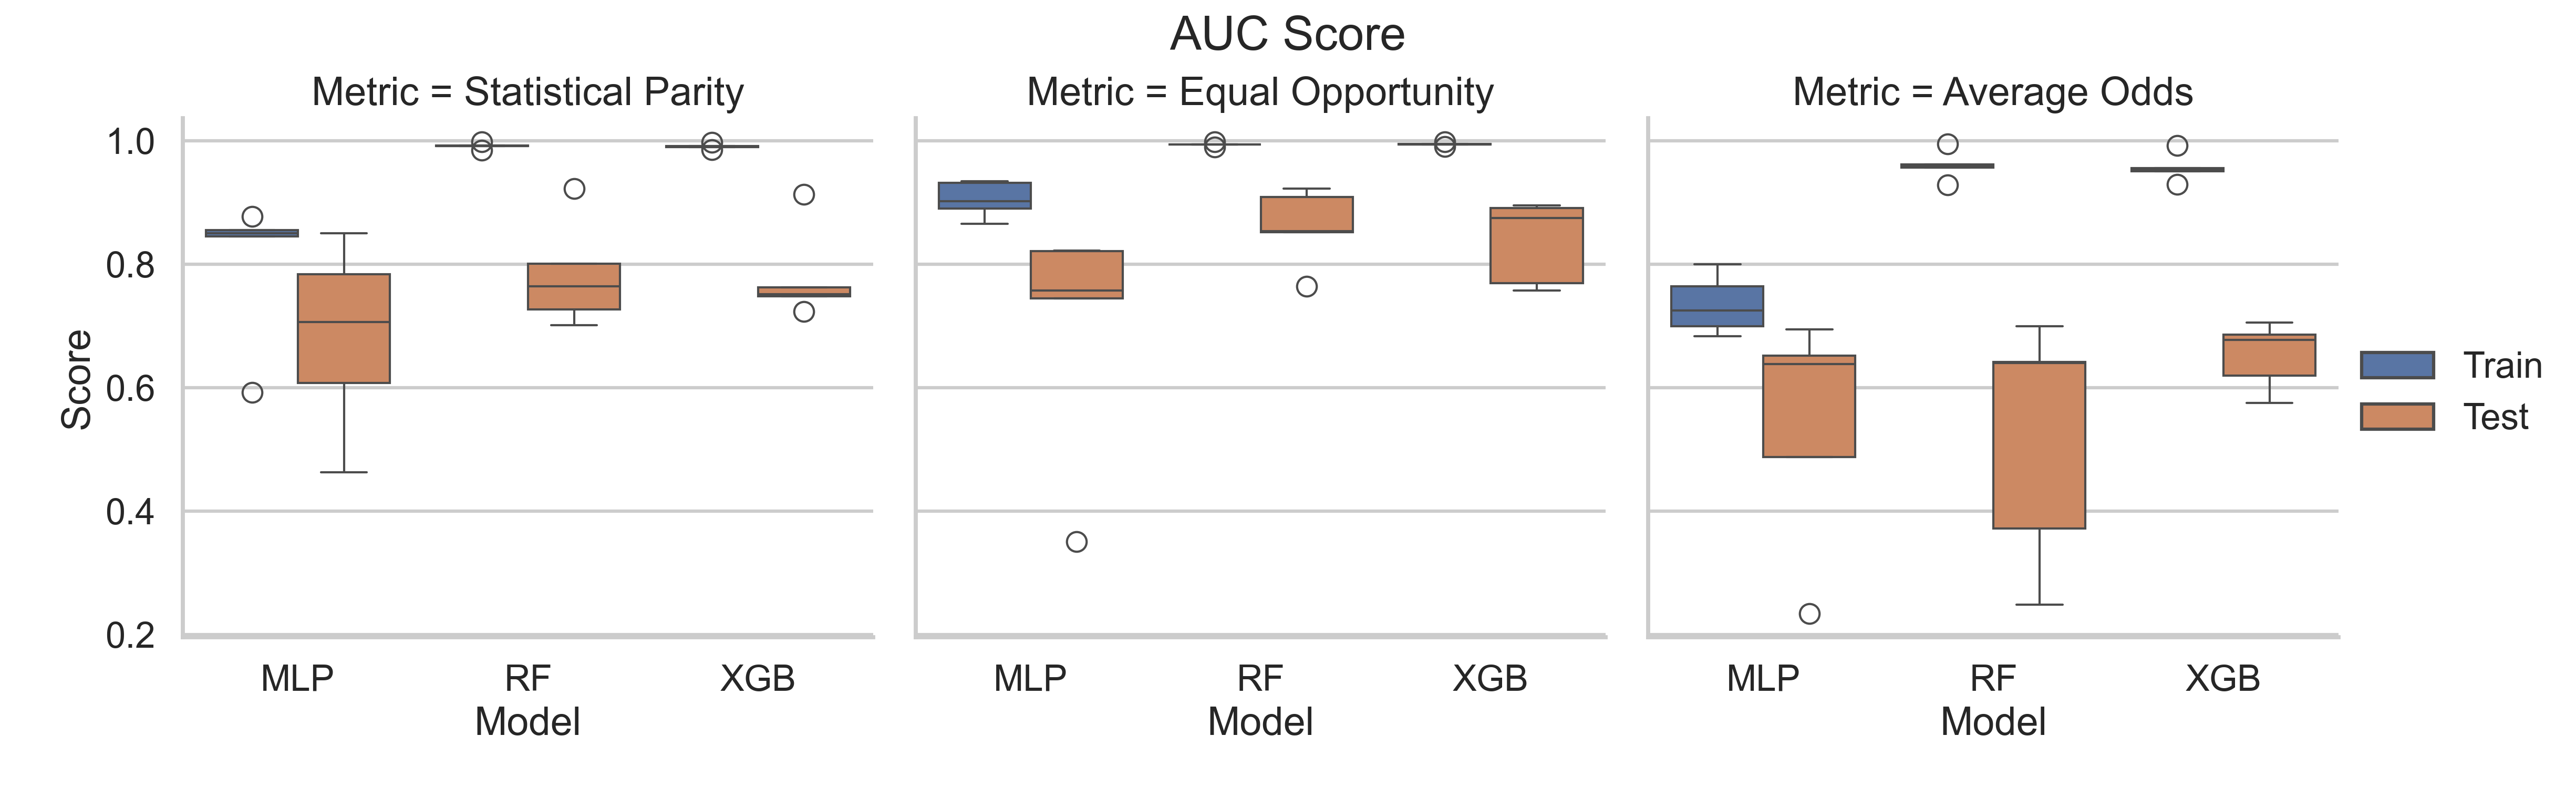 AUC Score
Metric = Statistical Parity
Metric = Equal Opportunity
Metric = Average Odds
1.0
0.8
0.6
0.4
0.2
Score
MLP RF XGB
MLP RF XGB
MLP RF XGB
Model
Model
Model
Train
Test